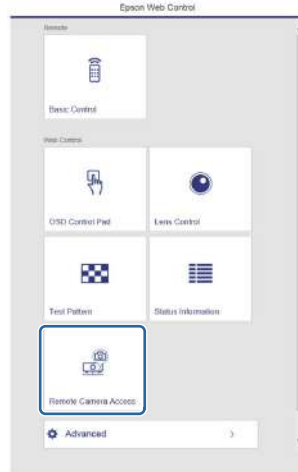 Epson Web Control
Remote
Basic Control
Web Control
OSD Control Pad
Lens Control
Test Pattern
Status Information
Remote Camera Access
Advanced